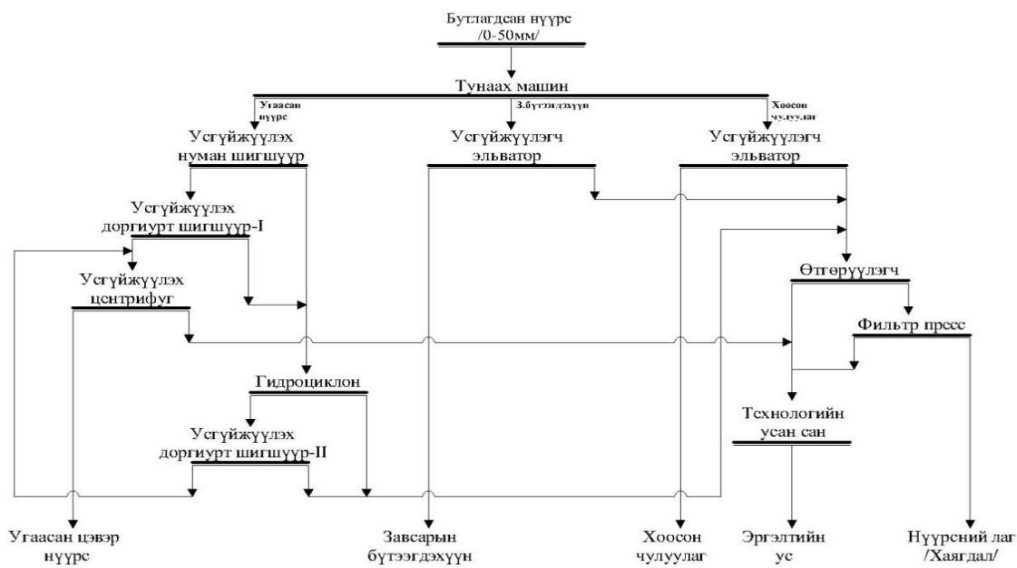 Бутлагдсан нүүрс
/0-50мм/
Тунаах машин
Угаасан
нүүрс
З.бүтээгдэхүүн
Хоосон
чулуулаг
Усгүйжүүлэх
нуман шигшүүр
Усгүйжүүлэгч
эльватор
Усгүйжүүлэгч
эльватор
Усгүйжүүлэх
доргиурт шигшүүр-I
Усгүйжүүлэх
центрифуг
Өтгөрүүлэгч
Фильтр пресс
Гидроциклон
Технологийн
усан сан
Усгүйжүүлэх
доргиурт шигшүүр-II
Угаасан цэвэр
нүүрс
Завсарын
бүтээгдэхүүн
Хоосон
чулуулаг
Эргэлтийн
ус
Нүүрсний лаг
/Хаягдал/